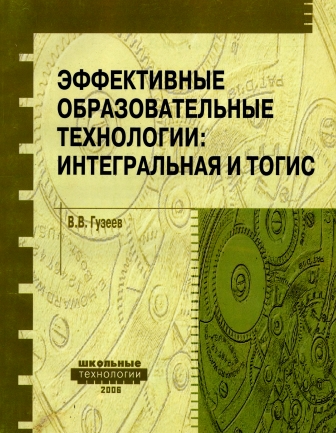 ЭФФЕКТИВНЫЕ
ОБРАЗОВАТЕЛЬНЫЕ
ТЕХНОЛОГИИ:
ИНТЕГРАЛЬНАЯ И ТОГИС
В.В. Гузеев
ШКОЛЬНЫЕ
ТЕХНОЛОГИИ
2006